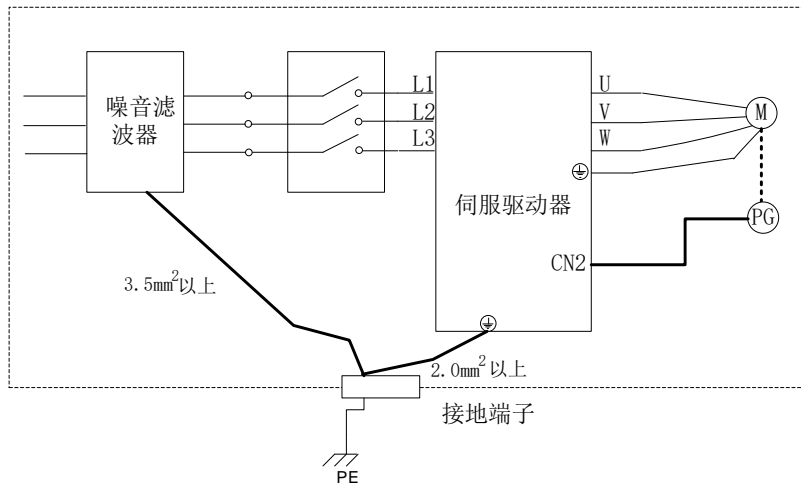 噪音滤
波器
L1
L2
L3
U
V
W
M
伺服驱动器
PG
CN2
3.5mm²以上
2.0mm²以上
接地端子
PE